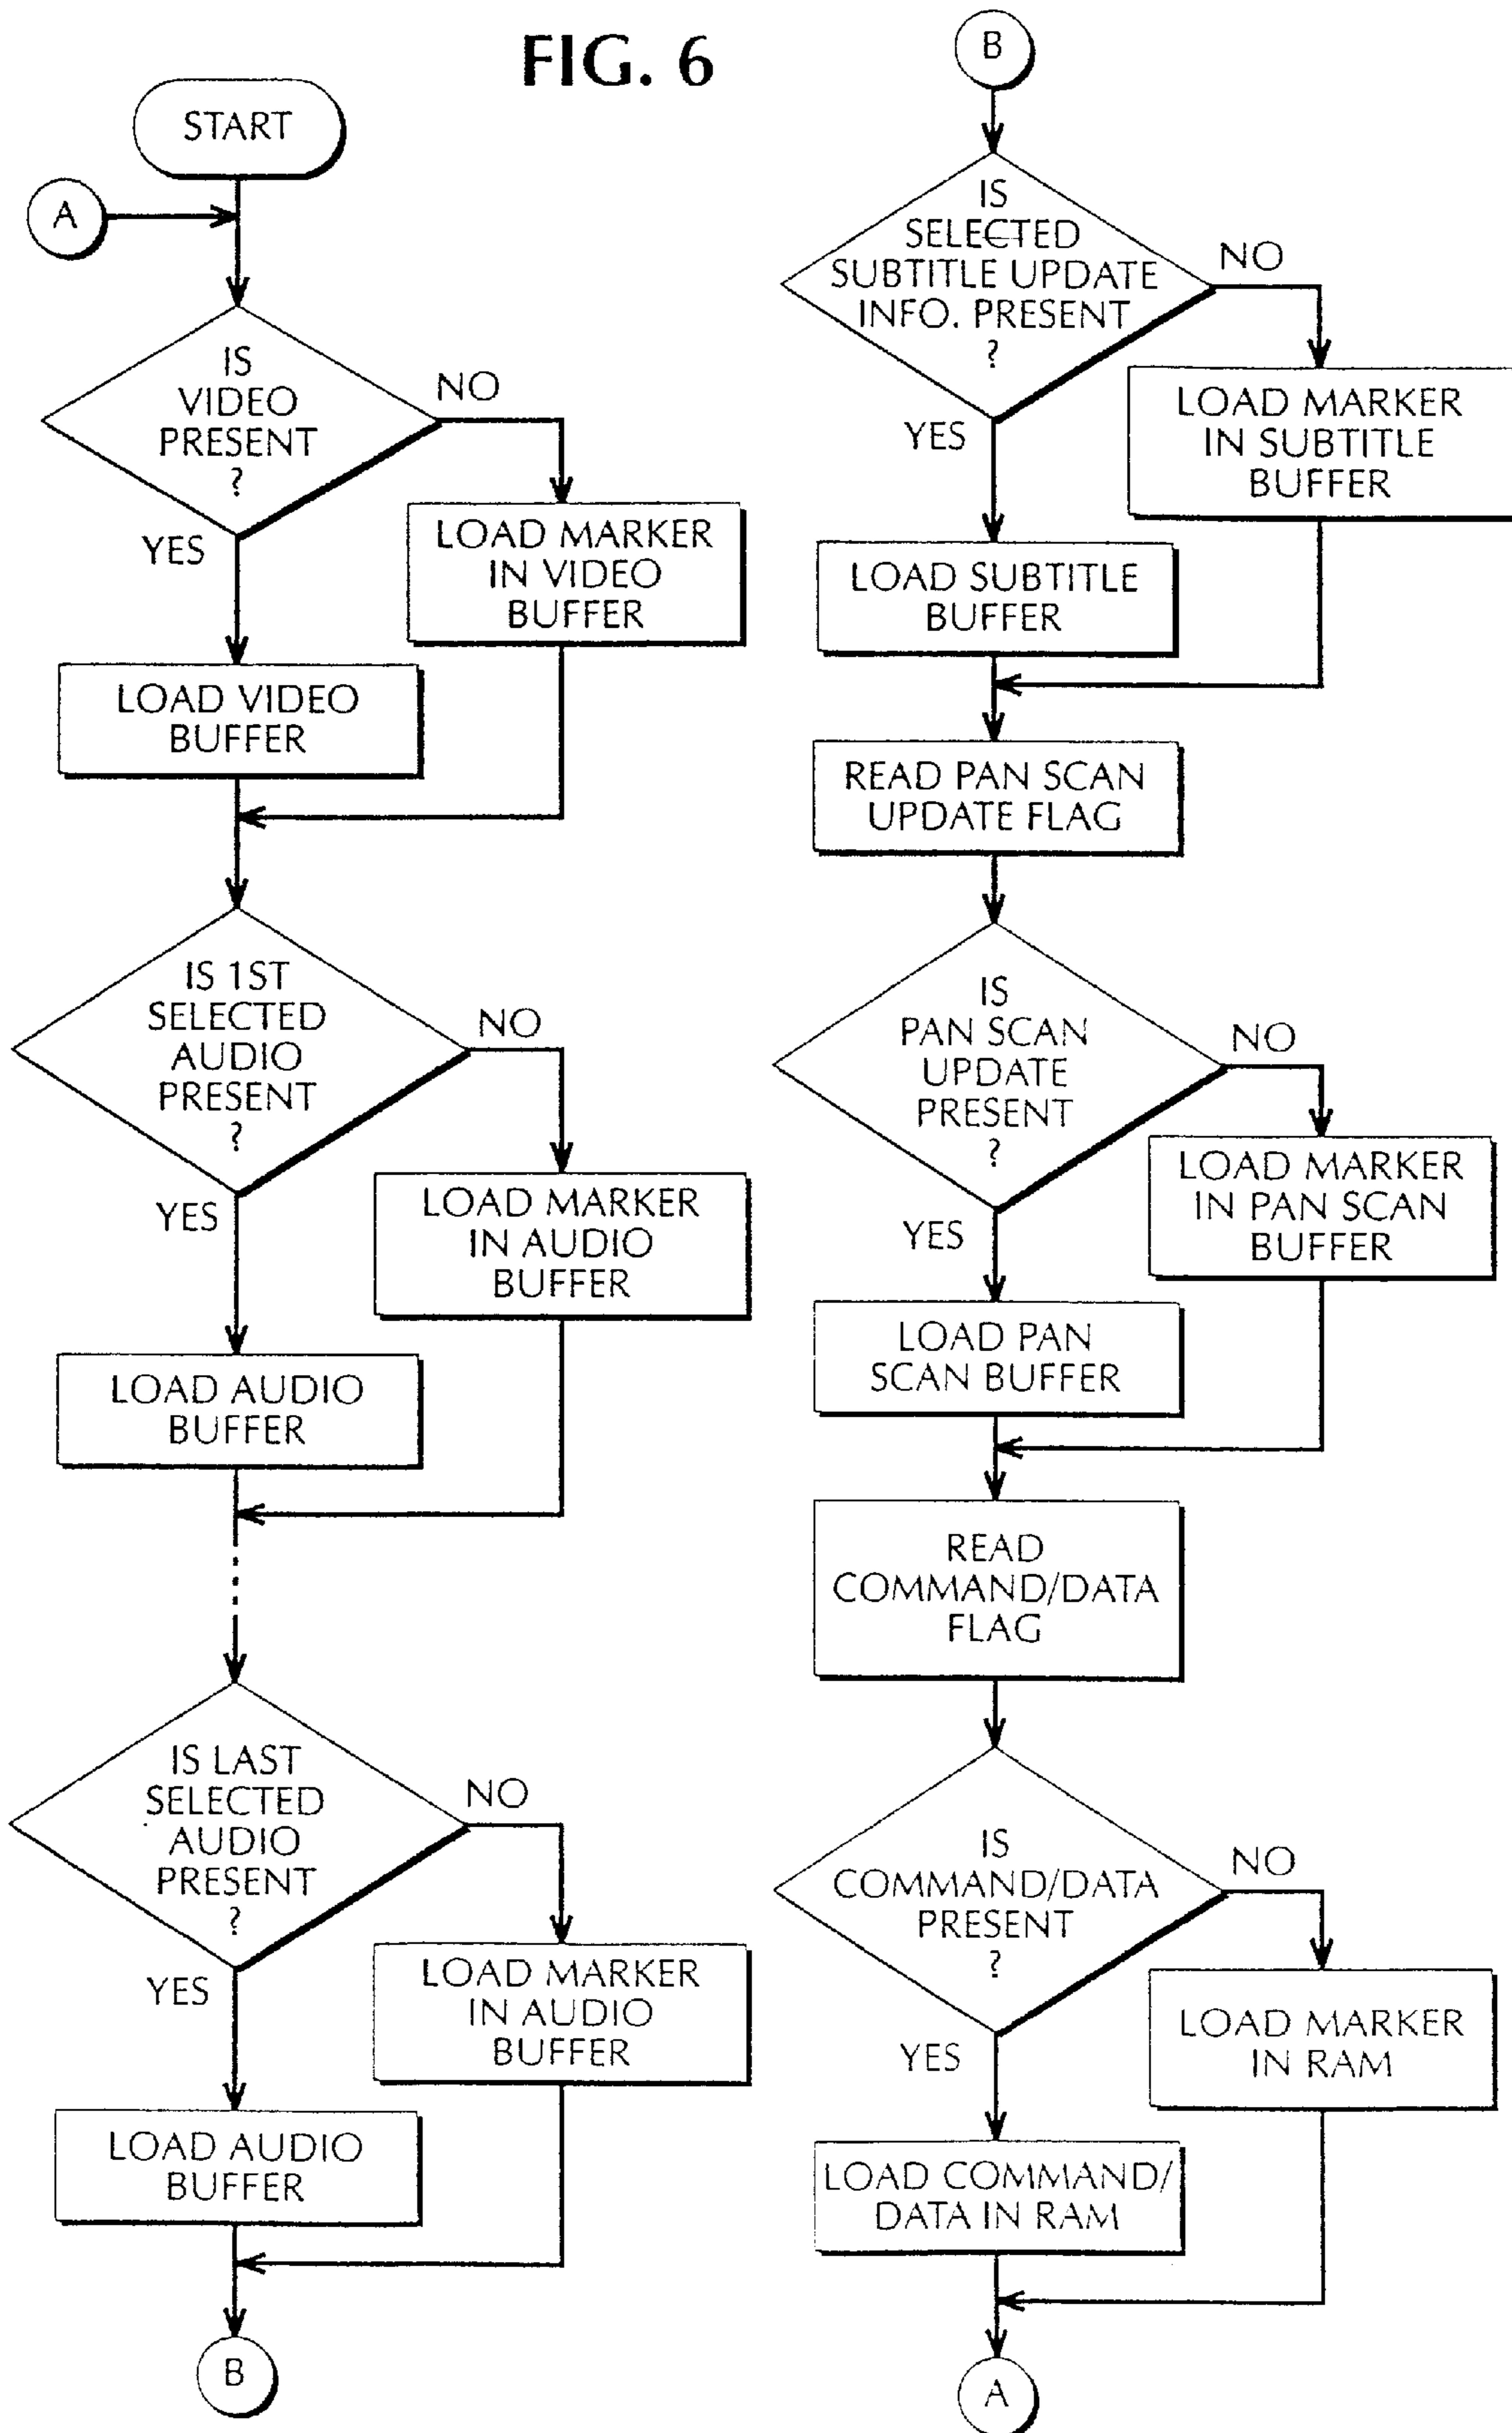 FIG. 6
START
A
IS
VIDEO
PRESENT
?
NO
YES
LOAD MARKER
IN VIDEO
BUFFER
LOAD VIDEO
BUFFER
IS 1ST
SELECTED
AUDIO
PRESENT
?
NO
YES
LOAD MARKER
IN AUDIO
BUFFER
LOAD AUDIO
BUFFER
IS LAST
SELECTED
AUDIO
PRESENT
?
NO
YES
LOAD MARKER
IN AUDIO
BUFFER
LOAD AUDIO
BUFFER
B
B
IS
SELECTED
SUBTITLE UPDATE
INFO. PRESENT
?
NO
YES
LOAD MARKER
IN SUBTITLE
BUFFER
LOAD SUBTITLE
BUFFER
READ PAN SCAN
UPDATE FLAG
IS
PAN SCAN
UPDATE
PRESENT
?
NO
YES
LOAD MARKER
IN PAN SCAN
BUFFER
LOAD PAN
SCAN BUFFER
READ
COMMAND/DATA
FLAG
IS
COMMAND/DATA
PRESENT
?
NO
YES
LOAD MARKER
IN RAM
LOAD COMMAND/
DATA IN RAM
A